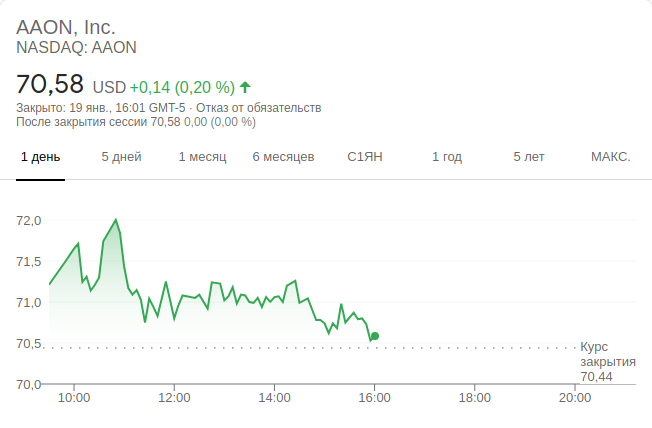 AAON, Inc.
NASDAQ: AAON
70,58 USD +0,14 (0,20 %)
Закрыто: 19 янв., 16:01 GMT-5 · Отказ от обязательств
После закрытия сессии 70,58 0,00 (0,00 %)
1 день 5 дней 1 месяц 6 месяцев С1ЯН 1 год 5 лет МАКС.
72,0
71,5
71,0
70,5
70,0
Курс
закрытия
70,44
10:00 12:00 14:00 16:00 18:00 20:00